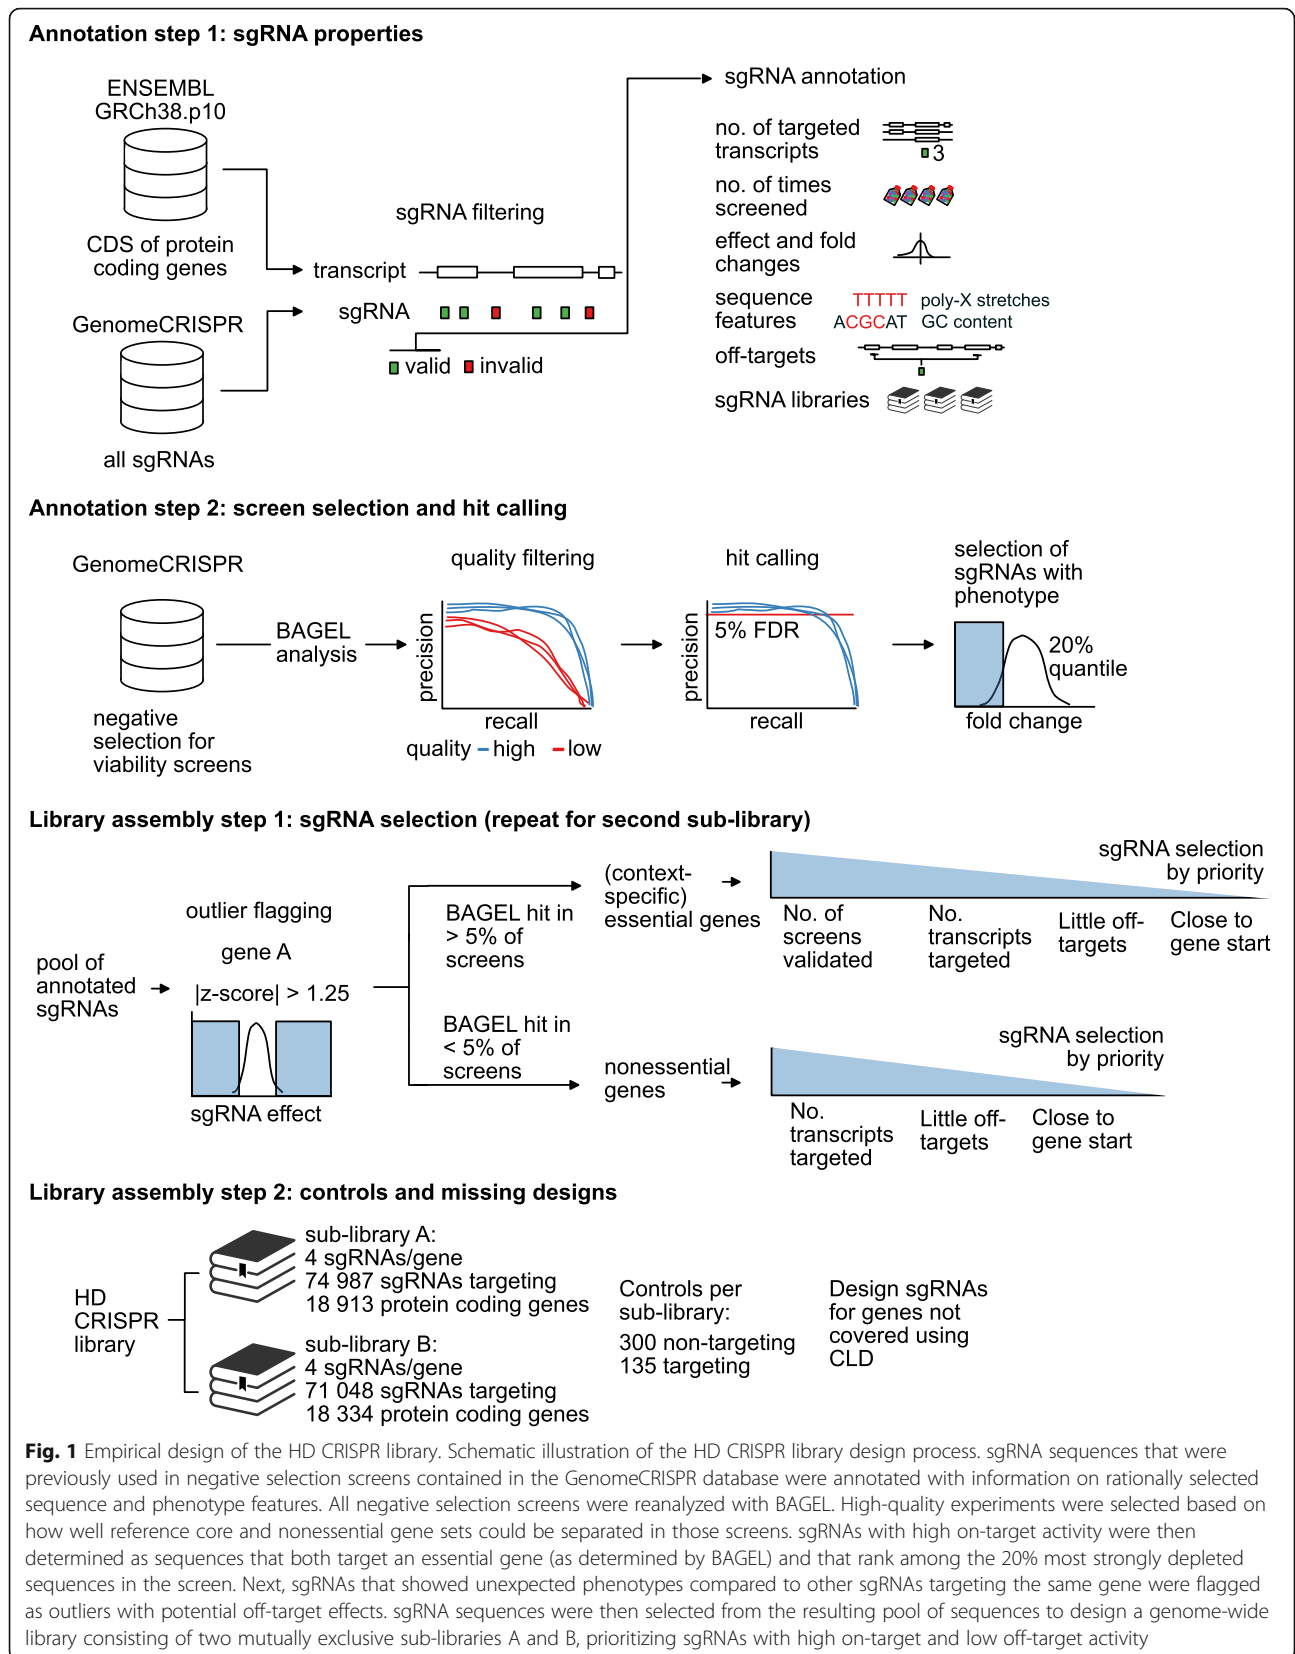 Annotation step 1: sgRNA properties
ENSEMBL
GRCh38.p10
CDS of protein
coding genes
GenomeCRISPR
all sgRNAs
sgRNA filtering
transcript
sgRNA
valid
invalid
sgRNA annotation
no. of targeted
transcripts
3
no. of times
screened
effect and fold
changes
sequence
features
TTTTT poly-X stretches
ACGCAT GC content
off-targets
sgRNA libraries
Annotation step 2: screen selection and hit calling
GenomeCRISPR
negative
selection for
viability screens
BAGEL
analysis
quality filtering
precision
recall
quality high low
hit calling
precision
5% FDR
recall
selection of
sgRNAs with
phenotype
20%
quantile
fold change
Library assembly step 1: sgRNA selection (repeat for second sub-library)
pool of
annotated
sgRNAs
outlier flagging
gene A
|z-score| > 1.25
sgRNA effect
BAGEL hit in
> 5% of
screens
(context-
specific)
essential genes
sgRNA selection
by priority
No. of
screens
validated
No.
transcripts
targeted
Little off-
targets
Close to
gene start
BAGEL hit in
< 5% of
screens
nonessential
genes
sgRNA selection
by priority
No.
transcripts
targeted
Little off-
targets
Close to
gene start
Library assembly step 2: controls and missing designs
HD
CRISPR
library
sub-library A:
4 sgRNAs/gene
74 987 sgRNAs targeting
18 913 protein coding genes
sub-library B:
4 sgRNAs/gene
71 048 sgRNAs targeting
18 334 protein coding genes
Controls per
sub-library:
300 non-targeting
135 targeting
Design sgRNAs
for genes not
covered using
CLD
Fig. 1 Empirical design of the HD CRISPR library. Schematic illustration of the HD CRISPR library design process. sgRNA sequences that were
previously used in negative selection screens contained in the GenomeCRISPR database were annotated with information on rationally selected
sequence and phenotype features. All negative selection screens were reanalyzed with BAGEL. High-quality experiments were selected based on
how well reference core and nonessential gene sets could be separated in those screens. sgRNAs with high on-target activity were then
determined as sequences that both target an essential gene (as determined by BAGEL) and that rank among the 20% most strongly depleted
sequences in the screen. Next, sgRNAs that showed unexpected phenotypes compared to other sgRNAs targeting the same gene were flagged
as outliers with potential off-target effects. sgRNA sequences were then selected from the resulting pool of sequences to design a genome-wide
library consisting of two mutually exclusive sub-libraries A and B, prioritizing sgRNAs with high on-target and low off-target activity